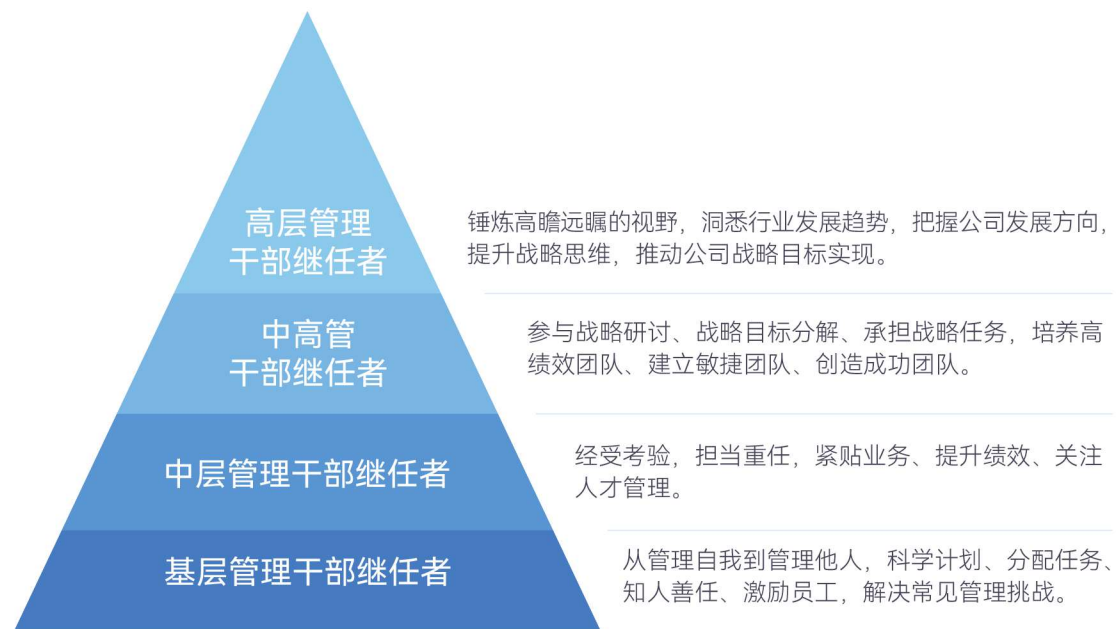 高层管理
干部继任者
锤炼高瞻远瞩的视野，洞悉行业发展趋势，把握公司发展方向，
提升战略思维，推动公司战略目标实现。
中高管
干部继任者
参与战略研讨、战略目标分解、承担战略任务，培养高
绩效团队、建立敏捷团队、创造成功团队。
中层管理干部继任者
经受考验，担当重任，紧贴业务、提升绩效、关注
人才管理。
基层管理干部继任者
从管理自我到管理他人，科学计划、分配任务、
知人善任、激励员工，解决常见管理挑战。